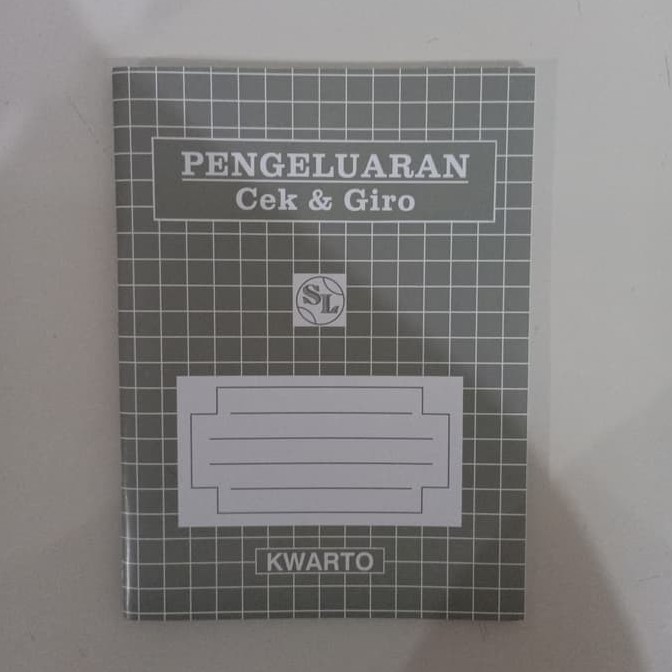 PENGELUARAN
Cek & Giro
SL
KWARTO